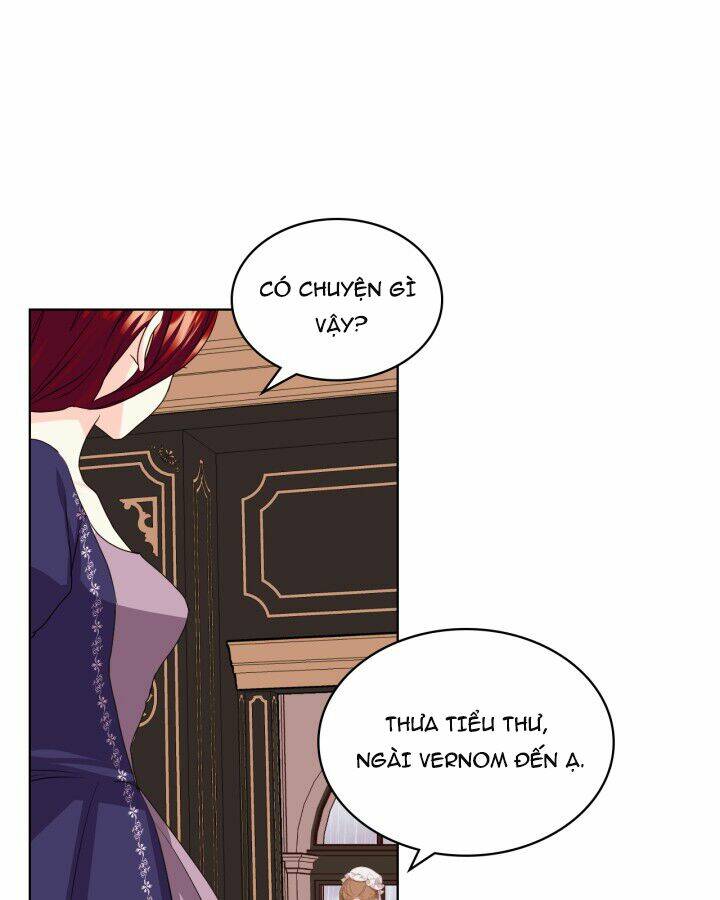 CÓ CHUYỆN GÌ
VẬY?
THƯA TIỂU THƯ,
NGÀI VERNOM ĐẾN Ạ.